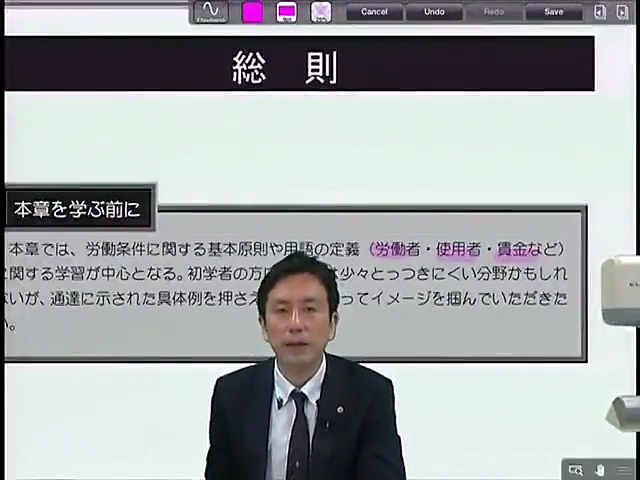 Cancel Undo Redo Save
総 則
本章を学ぶ前に
本章では、労働条件に関する基本原則や用語の定義（労働者・使用者・賃金など）
に関する学習が中心となる。初学者の方に 少々とっつきにくい分野かもしれ
ないが、通達に示された具体例を押さえ ってイメージを掴んでいただきた
い。